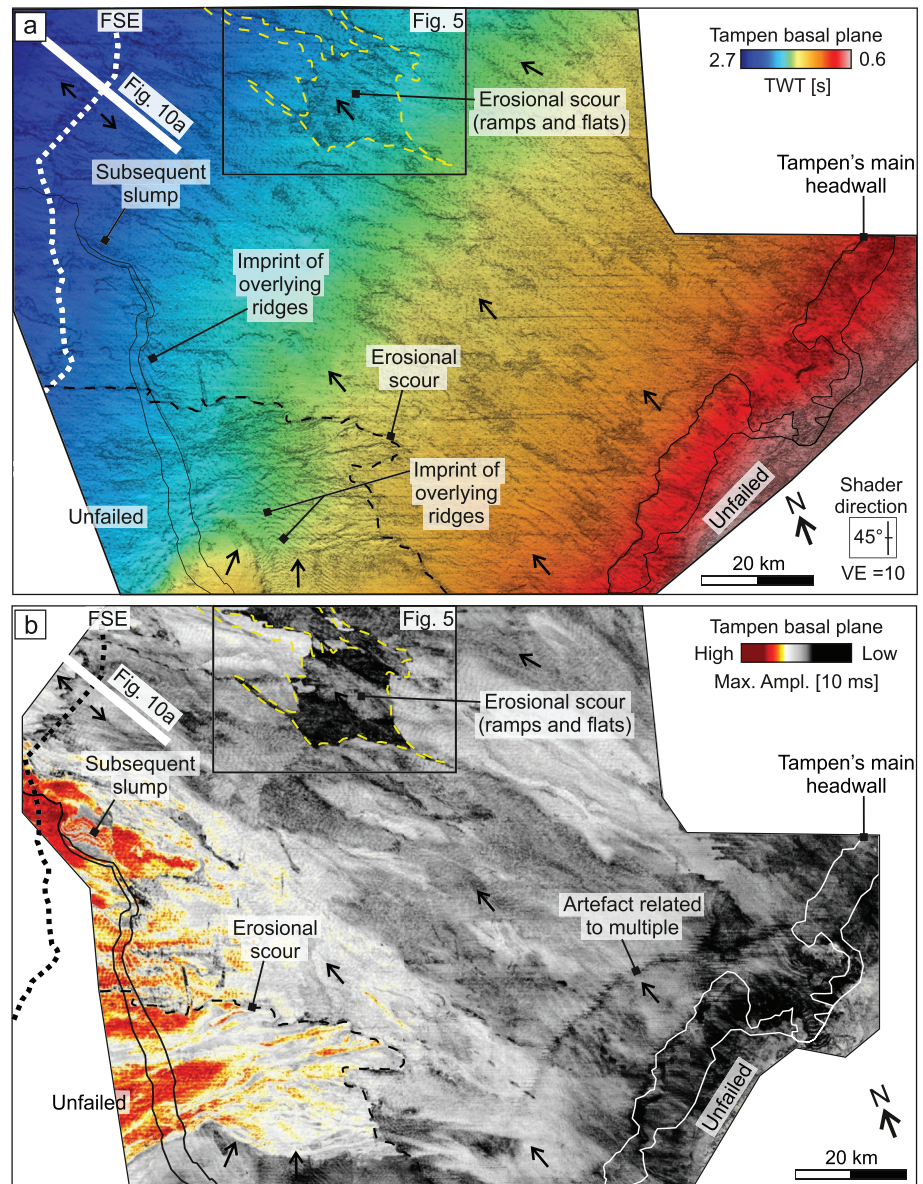 a
FSE
Fig. 5
Tampen basal plane
2.7
0.6
TWT [s]
Fig. 10a
Erosional scour
(ramps and flats)
Tampen's main
headwall
Subsequent
slump
Imprint of
overlying
ridges
Erosional
scour
Imprint of
overlying
ridges
Unfailed
Unfailed
Shader
direction
N
45°
20 km
VE =10
b
FSE
Fig. 5
Tampen basal plane
High
Low
Max. Ampl. [10 ms]
Fig. 10a
Erosional scour
(ramps and flats)
Subsequent
slump
Tampen's main
headwall
Artefact related
to multiple
Erosional
scour
Unfailed
Unfailed
N
20 km